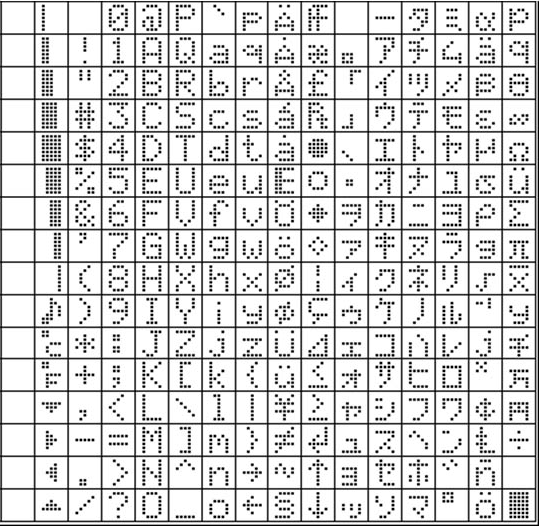 0 @ P ` p Ä ー タ ミ α p
! 1 A Q a q Å æ 。 ア チ ム ä q
" 2 B R b r Å £ 「 イ ツ メ β θ
# 3 C S c s á 」 ウ テ モ ε ∞
$ 4 D T d t à 、 エ ト ヤ μ Ω
% 5 E U e u ・ オ ナ ユ σ ü
& 6 F V f v Ö ヲ カ ニ ヨ ρ Σ
' 7 G W g w ö ◇ ァ キ ヌ ラ g π
( 8 H X h x Ø ィ ク ネ リ √ x̄
♪ ) 9 I Y i y ø ゥ ケ ノ ル ⁻¹ y
°C * : J Z j z Ü ェ コ ハ レ j 千
°F + ; K [ k { ü ≤ ォ サ ヒ ロ ˣ 円
▼ , < L \ l | ¥ ≥ ャ シ フ ワ ¢ 円
▶ - = M ] m } ≠ ↲ ュ ス ヘ ン Ł ÷
◀ . > N ^ n → ~ ↑ ョ セ ホ ゛ ñ
▲ / ? O _ o ← § ↓ ッ ソ マ ゜ ö █